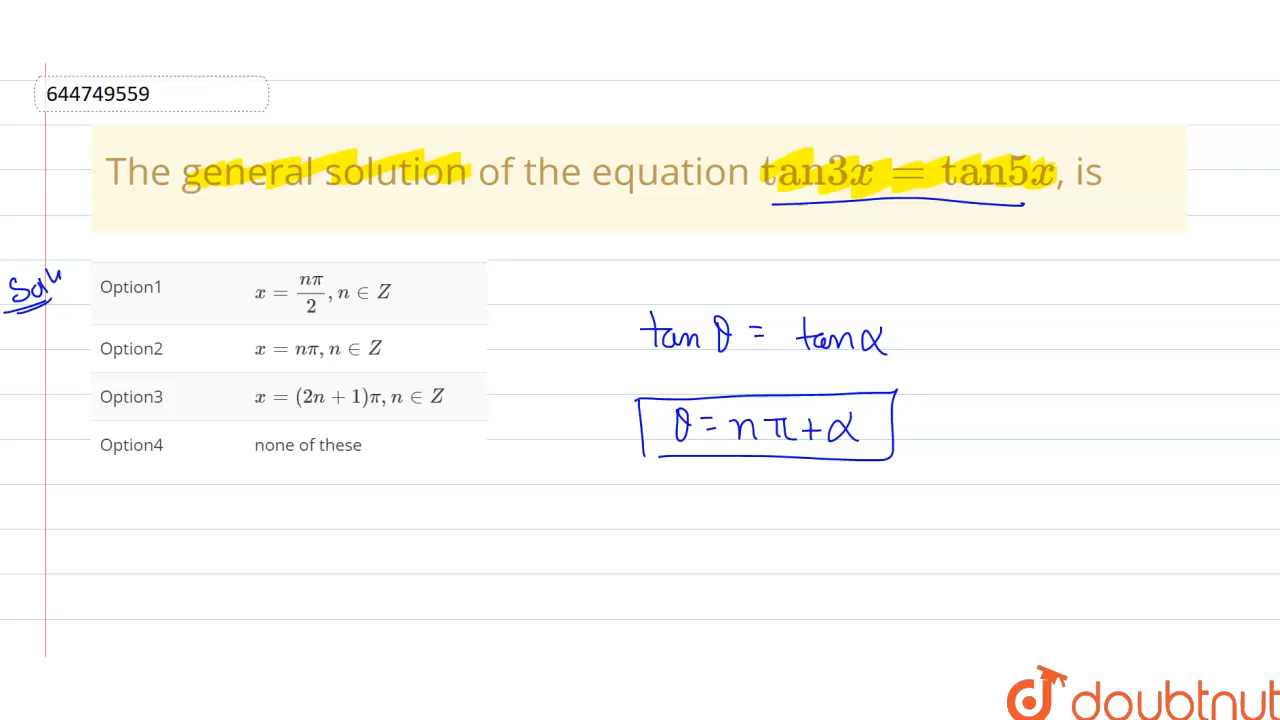 644749559
The general solution of the equation tan3x = tan5x, is
Soln
Option1 x = nπ/2, n ∈ Z
Option2 x = nπ, n ∈ Z
Option3 x = (2n + 1)π, n ∈ Z
Option4 none of these
tan θ = tan α
θ = nπ + α
doubtnut